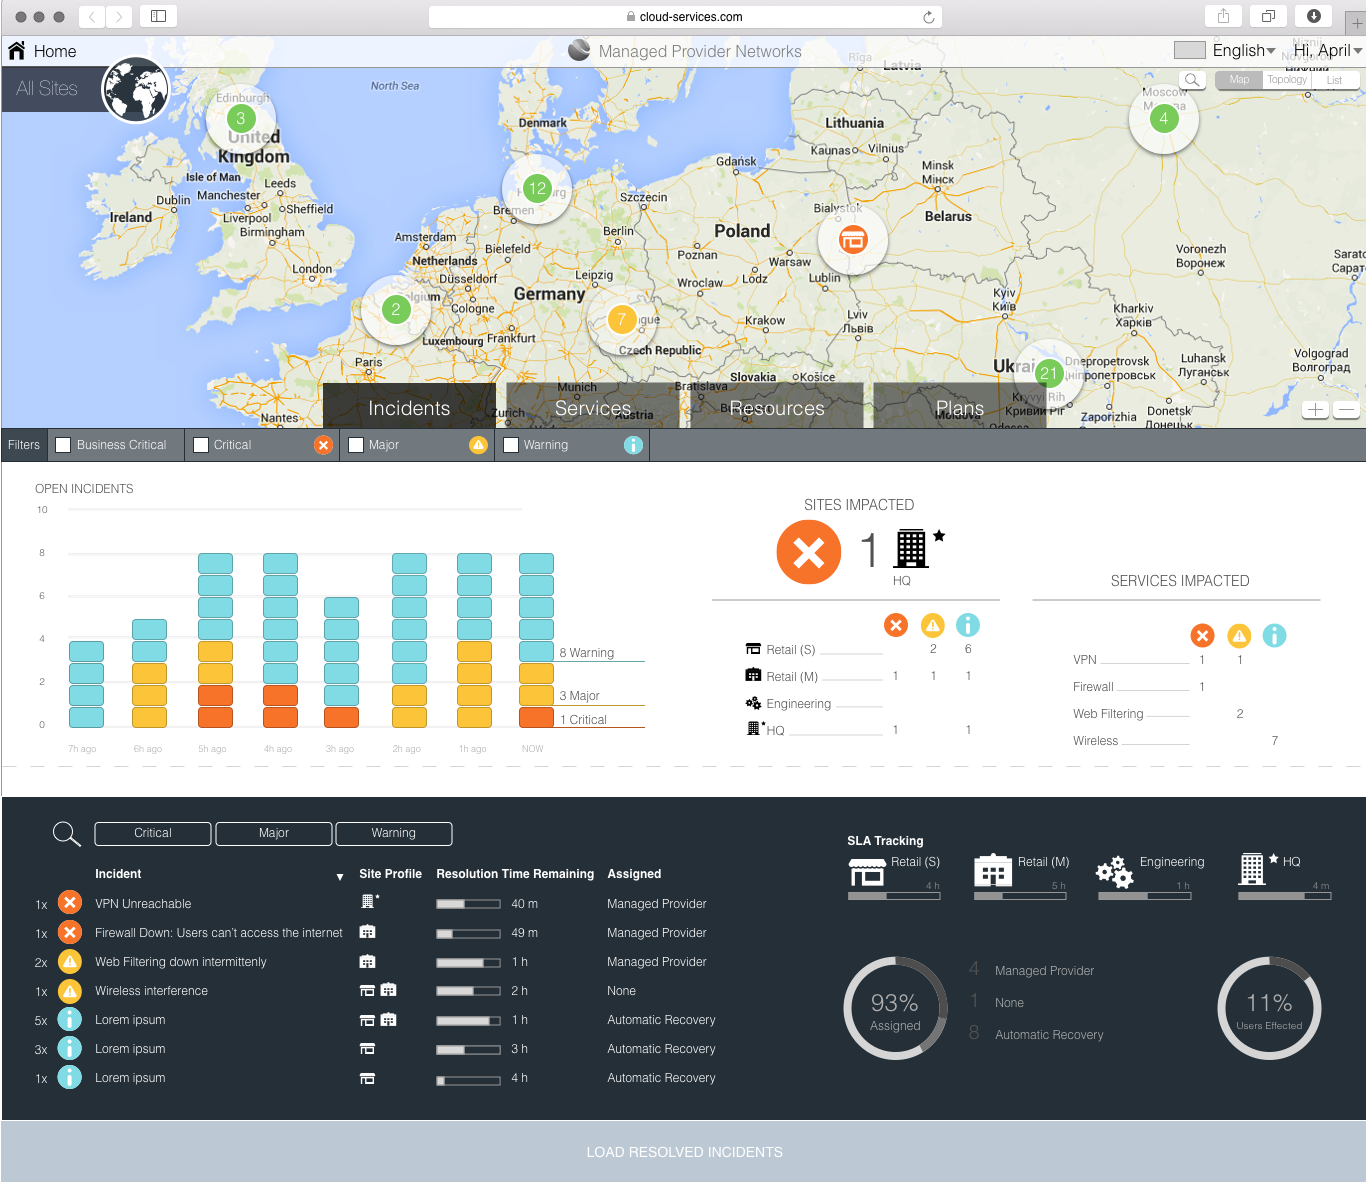 cloud-services.com
Home
Managed Provider Networks
English
Hi, April
All Sites
Map
Topology
List
North Sea
Rīga
Latvia
Edinburgh
3
United
Kingdom
Isle of Man
Leeds
Manchester
Dublin
Sheffield
Liverpool
Ireland
Birmingham
London
Denmark
12
Bremen
Amsterdam
Netherlands
Bielefeld
Berlin
Szczecin
Gdańsk
Lithuania
Kaunas
Vilnius
Minsk
Мінск
Belarus
Moscow
4
Poland
Poznan
Warsaw
Lodz
Lublin
Wroclaw
Düsseldorf
Leipzig
Germany
Cologne
2
7
Luxembourg
Frankfurt
Czech Republic
Krakow
Lviv
Львів
Kyiv
Київ
Voronezh
Воронеж
Kharkiv
Харків
Paris
Slovakia
Košice
Bratislava
21
Dnepropetrovsk
Luhansk
Луганськ
Volgograd
Волгоград
Munich
Zurich
Austria
Moldova
Nantes
Kryvyi Rih
Кривий Ріг
Zaporizhia
Donetsk
Донецьк
Odessa
Incidents
Services
Resources
Plans
Filters
Business Critical
Critical
Major
Warning
OPEN INCIDENTS
10
8
6
4
2
0
8 Warning
3 Major
1 Critical
7h ago
6h ago
5h ago
4h ago
3h ago
2h ago
1h ago
NOW
SITES IMPACTED
1
HQ
Retail (S) 2 6
Retail (M) 1 1 1
Engineering
HQ 1 1
SERVICES IMPACTED
VPN 1 1
Firewall 1
Web Filtering 2
Wireless 7
Critical
Major
Warning
Incident Site Profile Resolution Time Remaining Assigned
1x VPN Unreachable 40 m Managed Provider
1x Firewall Down: Users can't access the internet 49 m Managed Provider
2x Web Filtering down intermittenly 1 h Managed Provider
1x Wireless interference 2 h None
5x Lorem ipsum 1 h Automatic Recovery
3x Lorem ipsum 3 h Automatic Recovery
1x Lorem ipsum 4 h Automatic Recovery
SLA Tracking
Retail (S)
4 h
Retail (M)
5 h
Engineering
1 h
HQ
4 m
93%
Assigned
4 Managed Provider
1 None
8 Automatic Recovery
11%
Users Effected
LOAD RESOLVED INCIDENTS